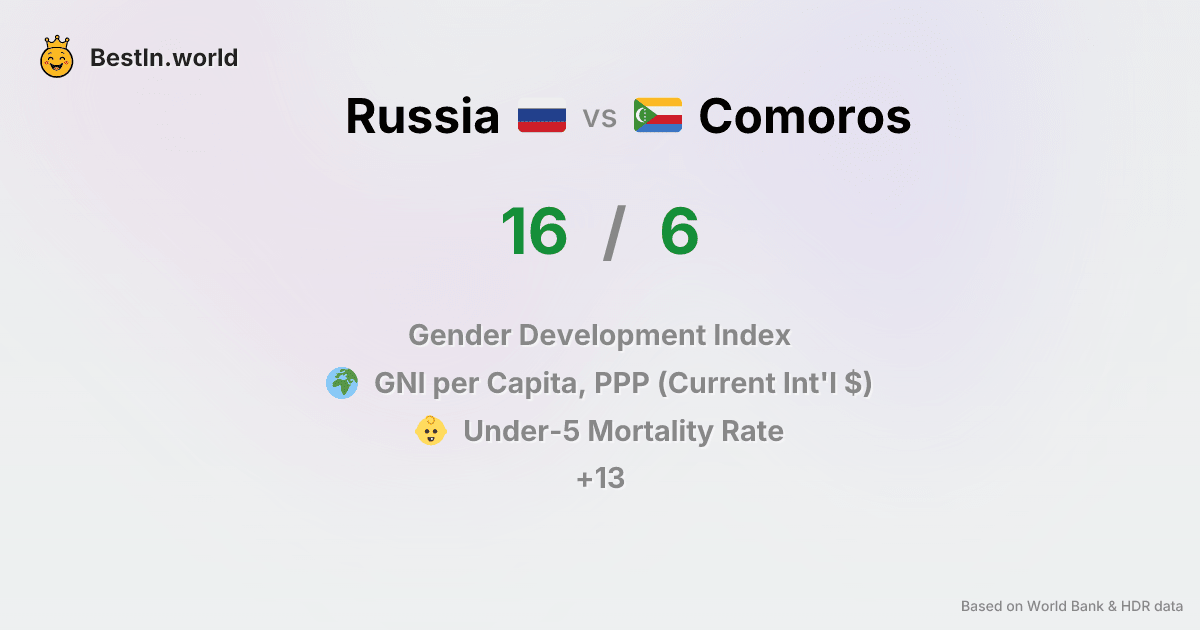 BestIn.world
Russia vs Comoros
16 / 6
Gender Development Index
GNI per Capita, PPP (Current Int'l $)
Under-5 Mortality Rate
+13
Based on World Bank & HDR data